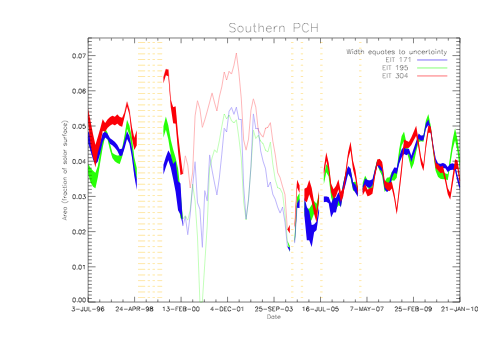 Southern PCH
Width equates to uncertainty
EIT 171
EIT 195
EIT 304
Area (fraction of solar surface)
0.07
0.06
0.05
0.04
0.03
0.02
0.01
0.00
3-JUL-96 24-APR-98 13-FEB-00 4-DEC-01 25-SEP-03 16-JUL-05 7-MAY-07 25-FEB-09 21-JAN-10
Date